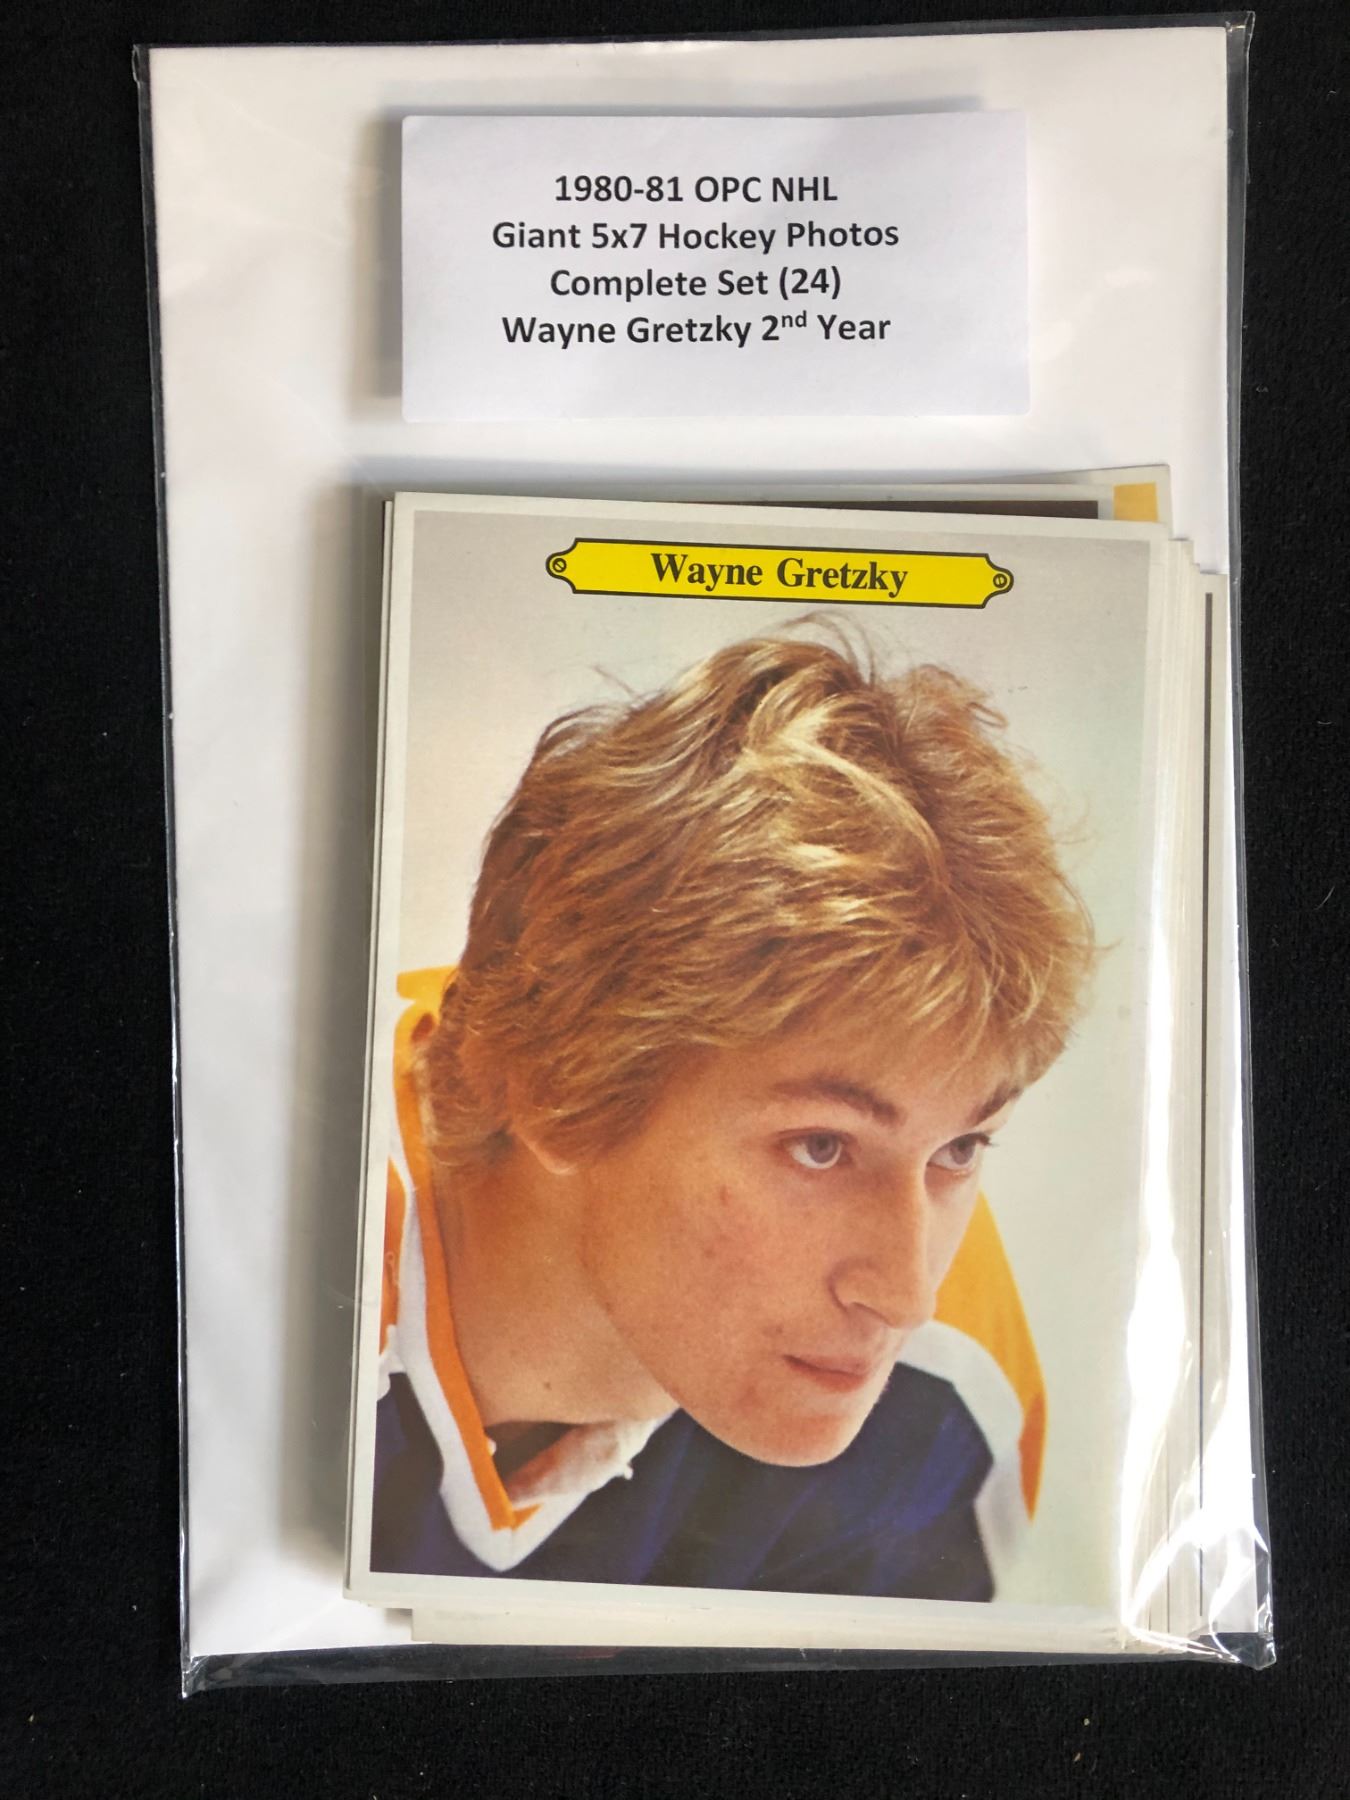 1980-81 OPC NHL
Giant 5x7 Hockey Photos
Complete Set (24)
Wayne Gretzky 2nd Year
Wayne Gretzky